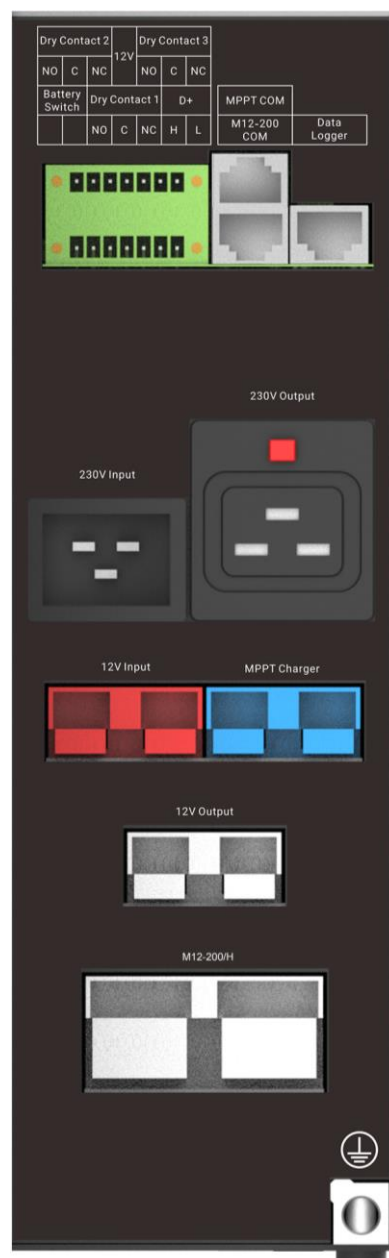 Dry Contact 2 12V Dry Contact 3
NO C NC NO C NC
Battery Switch Dry Contact 1 D+ MPPT COM
NO C NC H L M12-200 COM Data Logger
230V Output
230V Input
12V Input MPPT Charger
12V Output
M12-200/H